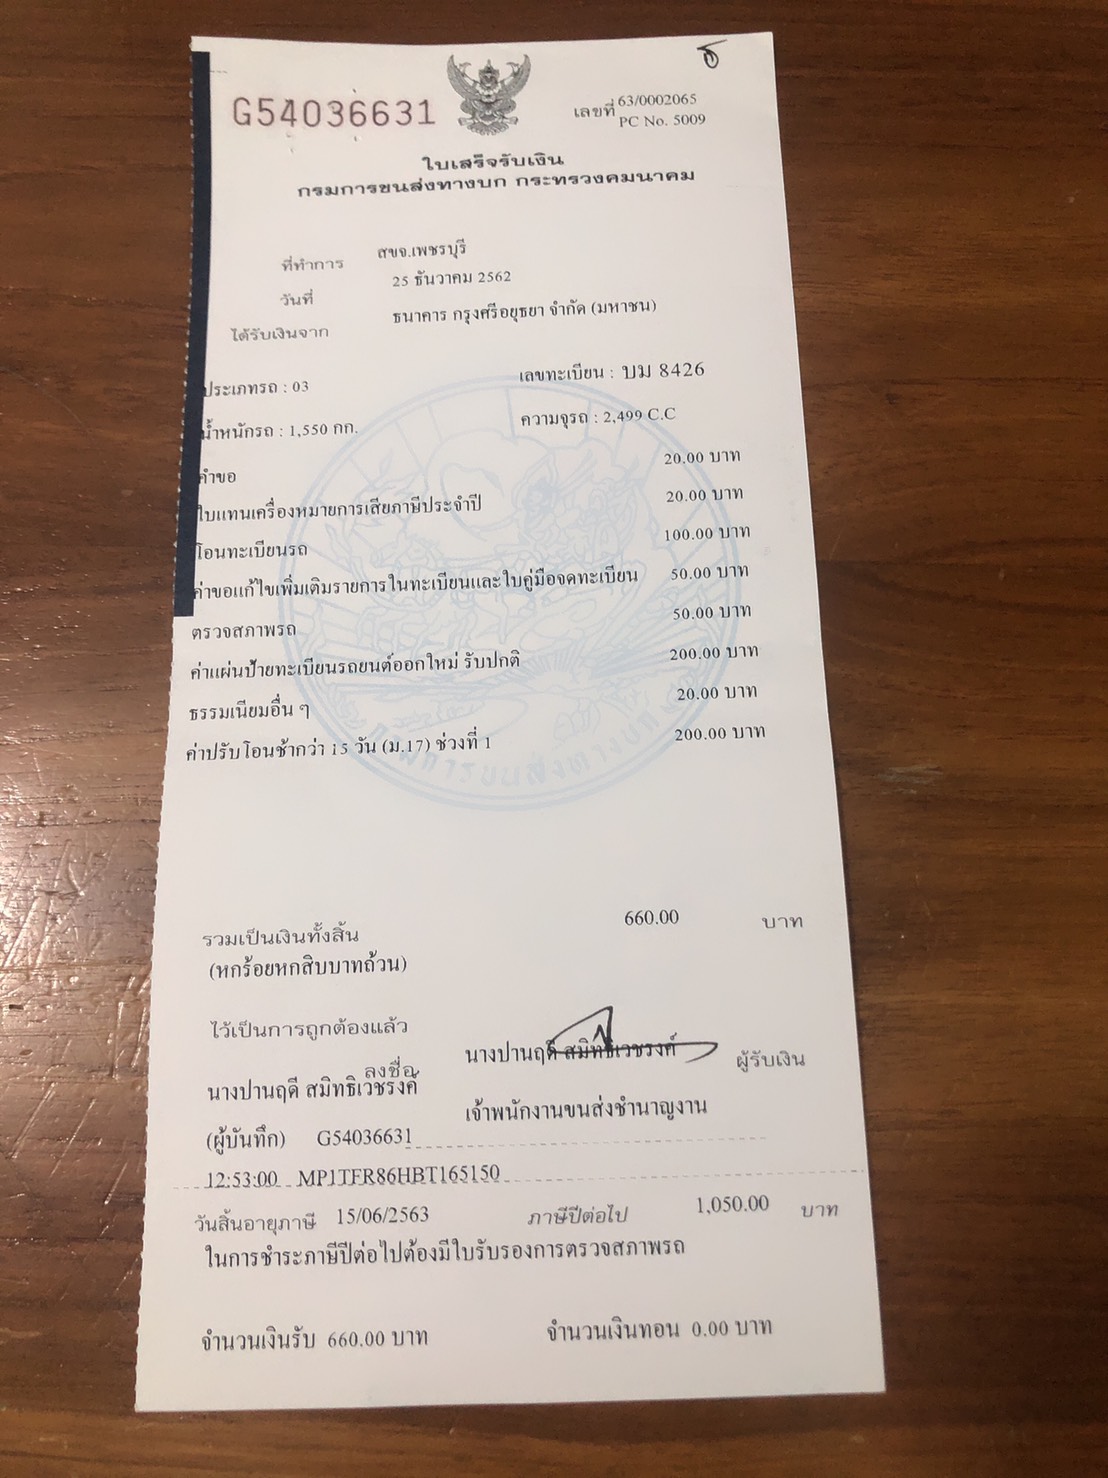 G54036631
เลขที่ 63/0002065
PC No. 5009
ใบเสร็จรับเงิน
กรมการขนส่งทางบก กระทรวงคมนาคม
ที่ทำการ สขจ.เพชรบุรี
วันที่ 25 ธันวาคม 2562
ได้รับเงินจาก ธนาคาร กรุงศรีอยุธยา จำกัด (มหาชน)
ประเภทรถ : 03 เลขทะเบียน : บม 8426
น้ำหนักรถ : 1,550 กก. ความจุรถ : 2,499 C.C
คำขอ 20.00 บาท
ใบแทนเครื่องหมายการเสียภาษีประจำปี 20.00 บาท
โอนทะเบียนรถ 100.00 บาท
ค่าขอแก้ไขเพิ่มเติมรายการในทะเบียนและใบคู่มือจดทะเบียน 50.00 บาท
ตรวจสภาพรถ 50.00 บาท
ค่าแผ่นป้ายทะเบียนรถยนต์ออกใหม่ รับปกติ 200.00 บาท
ธรรมเนียมอื่น ๆ 20.00 บาท
ค่าปรับโอนช้ากว่า 15 วัน (ม.17) ช่วงที่ 1 200.00 บาท
กรมการขนส่งทางบก
รวมเป็นเงินทั้งสิ้น 660.00 บาท
(หกร้อยหกสิบบาทถ้วน)
ไว้เป็นการถูกต้องแล้ว
ลงชื่อ นางปานฤดี สมิทธิเวชรงค์ ผู้รับเงิน
นางปานฤดี สมิทธิเวชรงค์
เจ้าพนักงานขนส่งชำนาญงาน
(ผู้บันทึก) G54036631
12:53:00 MP1TFR86HBT165150
วันสิ้นอายุภาษี 15/06/2563 ภาษีปีต่อไป 1,050.00 บาท
ในการชำระภาษีปีต่อไปต้องมีใบรับรองการตรวจสภาพรถ
จำนวนเงินรับ 660.00 บาท จำนวนเงินทอน 0.00 บาท